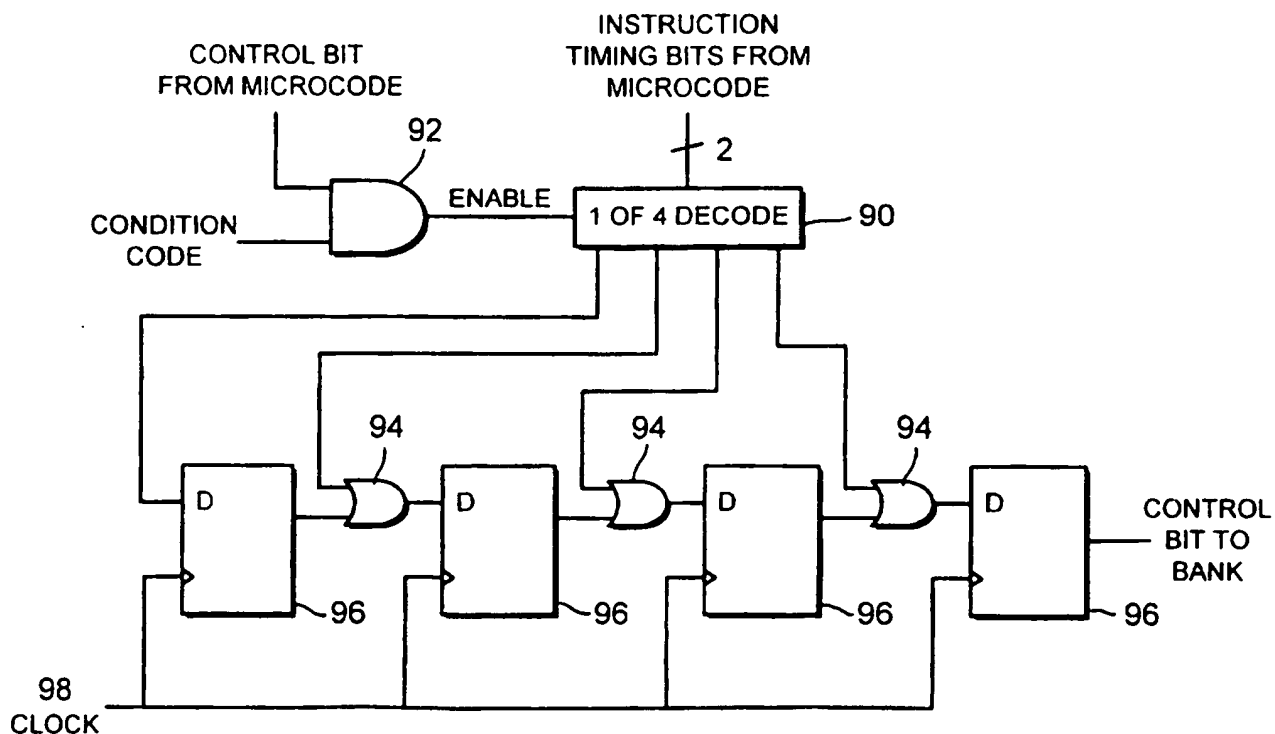 CONTROL BIT
FROM MICROCODE
INSTRUCTION
TIMING BITS FROM
MICROCODE
92
2
ENABLE
1 OF 4 DECODE
90
CONDITION
CODE
94
94
94
D
D
D
D
CONTROL
BIT TO
BANK
96
96
96
96
98
CLOCK